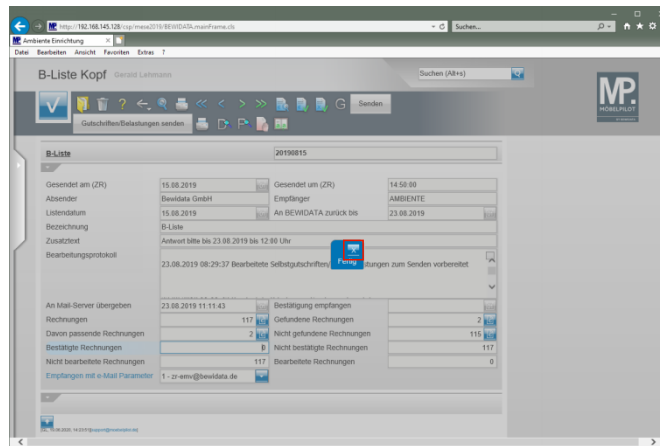 http://192.168.145.128/csp/mese2019/BEWIDATA.mainFrame.cls
Suchen...
Ambiente Einrichtung
Datei Bearbeiten Ansicht Favoriten Extras ?
B-Liste Kopf Gerald Lehmann
Suchen (Alt+s)
MP.
MÖBELPILOT
G Senden
Gutschriften/Belastungen senden
B-Liste 20190815
Gesendet am (ZR) 15.08.2019 Gesendet um (ZR) 14:50:00
Absender Bewidata GmbH Empfänger AMBIENTE
Listendatum 15.08.2019 An BEWIDATA zurück bis 23.08.2019
Bezeichnung B-Liste
Zusatztext Antwort bitte bis 23.08.2019 bis 12:00 Uhr
Bearbeitungsprotokoll
Fertig
23.08.2019 08:29:37 Bearbeitete Selbstgutschriften/ tungen zum Senden vorbereitet
An Mail-Server übergeben 23.08.2019 11:11:43 Bestätigung empfangen
Rechnungen 117 Gefundene Rechnungen 2
Davon passende Rechnungen 2 Nicht gefundene Rechnungen 115
Bestätigte Rechnungen 0 Nicht bestätigte Rechnungen 117
Nicht bearbeitete Rechnungen 117 Bearbeitete Rechnungen 0
Empfangen mit e-Mail Parameter 1 - zr-emv@bewidata.de